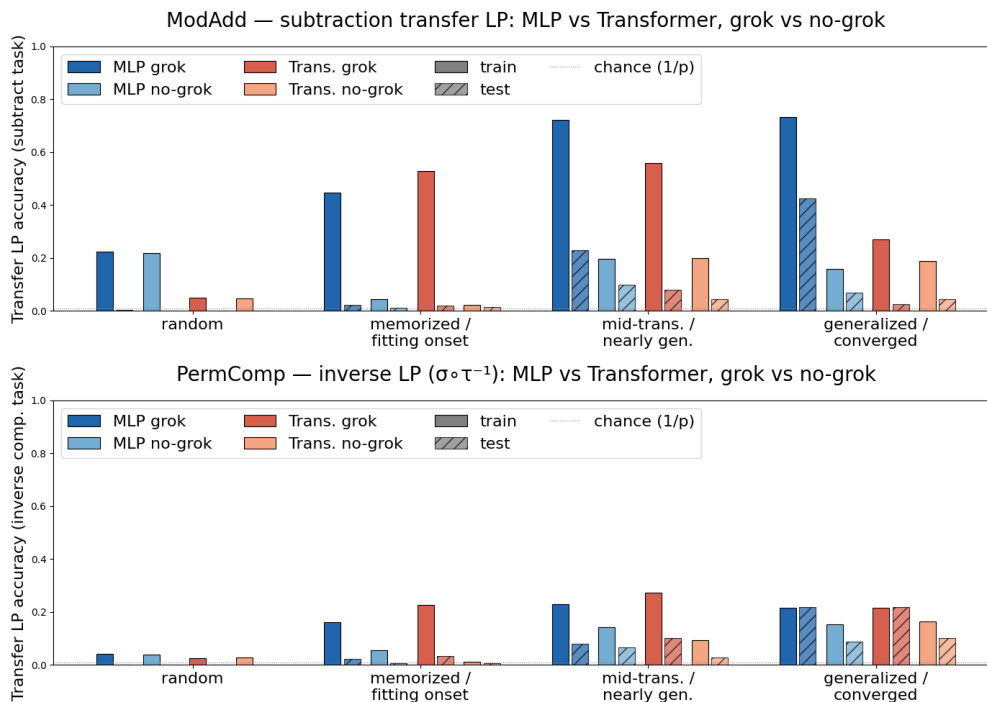 ModAdd — subtraction transfer LP: MLP vs Transformer, grok vs no-grok
Transfer LP accuracy (subtract task)
1.0
0.8
0.6
0.4
0.2
0.0
MLP grok
MLP no-grok
Trans. grok
Trans. no-grok
train
test
chance (1/p)
random
memorized /
fitting onset
mid-trans. /
nearly gen.
generalized /
converged
PermComp — inverse LP (σ∘τ⁻¹): MLP vs Transformer, grok vs no-grok
Transfer LP accuracy (inverse comp. task)
1.0
0.8
0.6
0.4
0.2
0.0
MLP grok
MLP no-grok
Trans. grok
Trans. no-grok
train
test
chance (1/p)
random
memorized /
fitting onset
mid-trans. /
nearly gen.
generalized /
converged